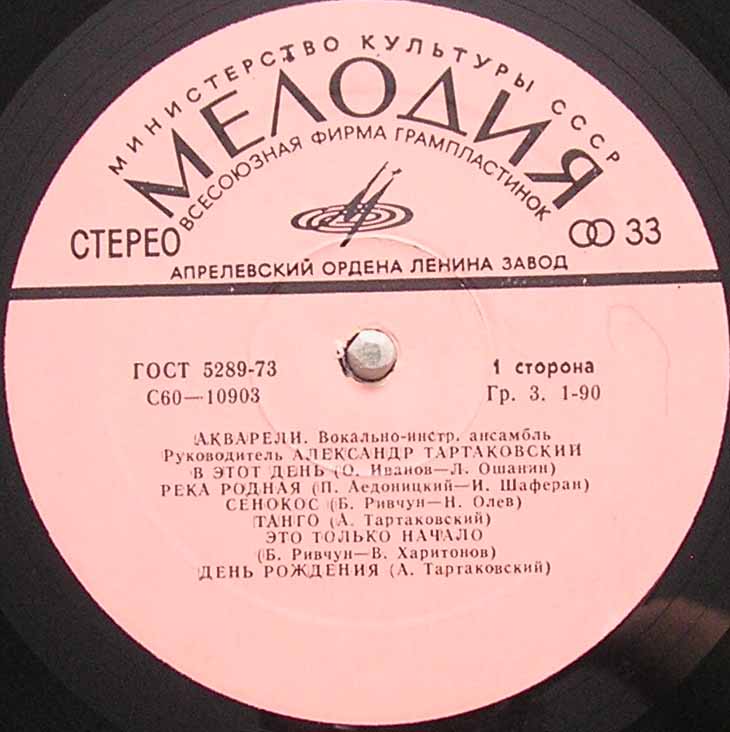 МИНИСТЕРСТВО КУЛЬТУРЫ СССР
МЕЛОДИЯ
ВСЕСОЮЗНАЯ ФИРМА ГРАМПЛАСТИНОК
СТЕРЕО
33
АПРЕЛЕВСКИЙ ОРДЕНА ЛЕНИНА ЗАВОД
ГОСТ 5289-73
1 сторона
С60—10903
Гр. 3. 1-90
АКВАРЕЛИ. Вокально-инстр. ансамбль
Руководитель АЛЕКСАНДР ТАРТАКОВСКИЙ
В ЭТОТ ДЕНЬ (О. Иванов—Л. Ошанин)
РЕКА РОДНАЯ (П. Аедоницкий—И. Шаферан)
СЕНОКОС (Б. Ривчун—Н. Олев)
ТАНГО (А. Тартаковский)
ЭТО ТОЛЬКО НАЧАЛО
(Б. Ривчун—В. Харитонов)
ДЕНЬ РОЖДЕНИЯ (А. Тартаковский)